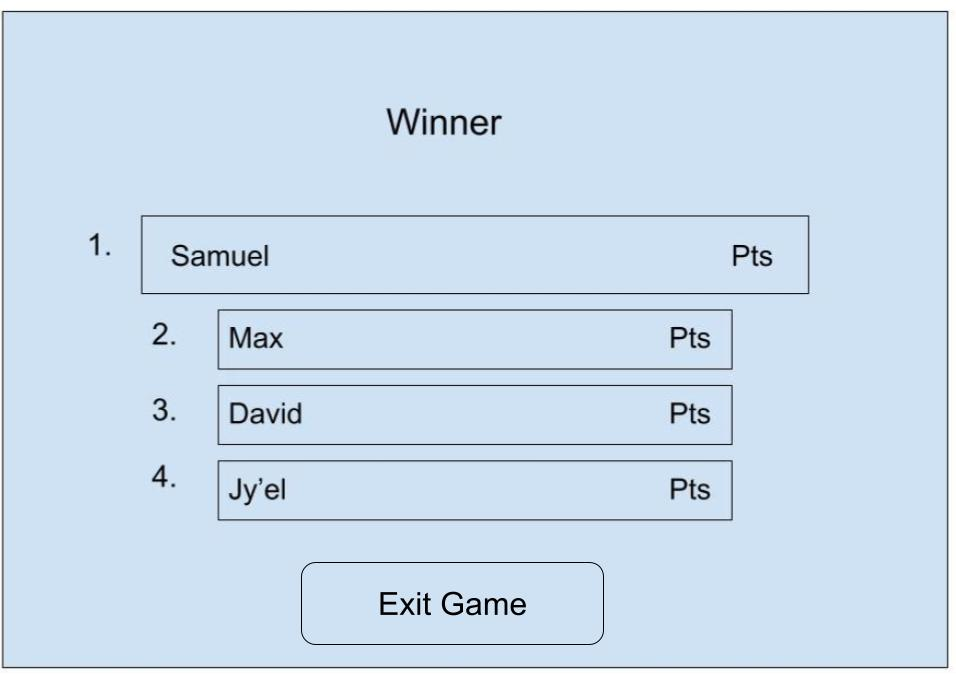 Winner
1. Samuel Pts
2. Max Pts
3. David Pts
4. Jy’el Pts
Exit Game